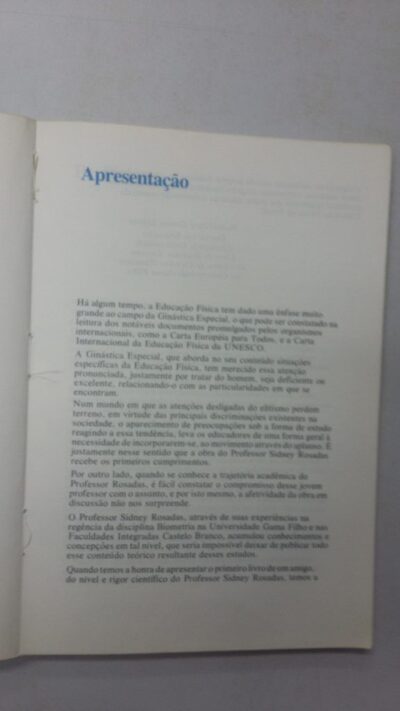 Apresentação
Há algum tempo, a Educação Física tem dado uma ênfase muito
grande ao campo da Ginástica Especial, o que pode ser constatado na
leitura dos notáveis documentos promulgados pelos organismos
internacionais, como a Carta Européia para Todos, e a Carta
Internacional da Educação Física da UNESCO.
A Ginástica Especial, que aborda no seu conteúdo situações
específicas da Educação Física, tem merecido essa atenção
pronunciada, justamente por tratar do homem, seja deficiente ou
excelente, relacionando-o com as particularidades em que se
encontram.
Num mundo em que as atenções desligadas do elitismo perdem
terreno, em virtude das principais discriminações existentes na
sociedade, o aparecimento de preocupações sob a forma de estudo
reagindo a essa tendência, leva os educadores de uma forma geral à
necessidade de incorporarem-se, ao movimento através do aplauso. É
justamente nesse sentido que a obra do Professor Sidney Rosadas
recebe os primeiros cumprimentos.
Por outro lado, quando se conhece a trajetória acadêmica do
Professor Rosadas, é fácil constatar o compromisso desse jovem
professor com o assunto, e por isto mesmo, a afetividade da obra em
discussão não nos surpreende.
O Professor Sidney Rosadas, através de suas experiências na
regência da disciplina Biometria na Universidade Gama Filho e nas
Faculdades Integradas Castelo Branco, acumulou conhecimentos e
concepções em tal nível, que seria impossível deixar de publicar todo
esse conteúdo teórico resultante desses estudos.
Quando temos a honra de apresentar o primeiro livro de um amigo,
do nível e rigor científico do Professor Sidney Rosadas, temos a